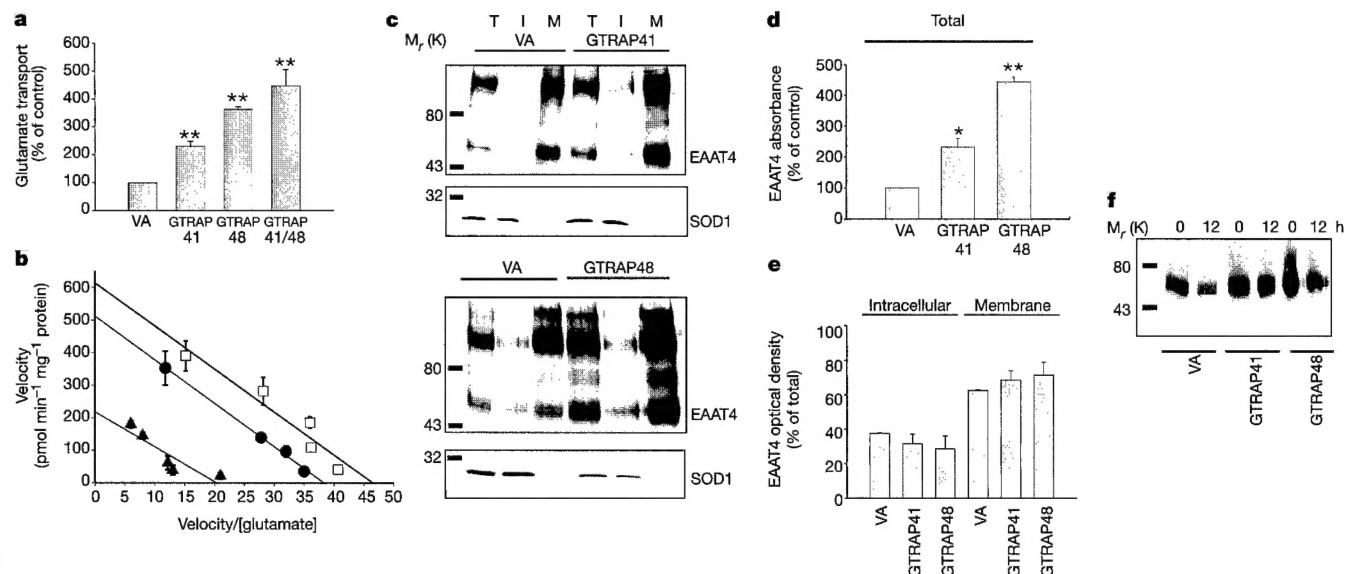 a
Glutamate transport
(% of control)
600
500
400
300
200
100
0
**
**
**
VA
GTRAP
41
GTRAP
48
GTRAP
41/48
b
Velocity
(pmol min⁻¹ mg⁻¹ protein)
600
500
400
300
200
100
0
0 5 10 15 20 25 30 35 40 45 50
Velocity/[glutamate]
c
T I M T I M
Mr (K) VA GTRAP41
80
43
EAAT4
32
SOD1
VA GTRAP48
80
43
EAAT4
32
SOD1
d
Total
EAAT4 absorbance
(% of control)
500
400
300
200
100
0
*
**
VA
GTRAP
41
GTRAP
48
e
Intracellular Membrane
EAAT4 optical density
(% of total)
100
80
60
40
20
0
VA
GTRAP41
GTRAP48
VA
GTRAP41
GTRAP48
f
Mr (K) 0 12 0 12 0 12 h
80
43
VA
GTRAP41
GTRAP48